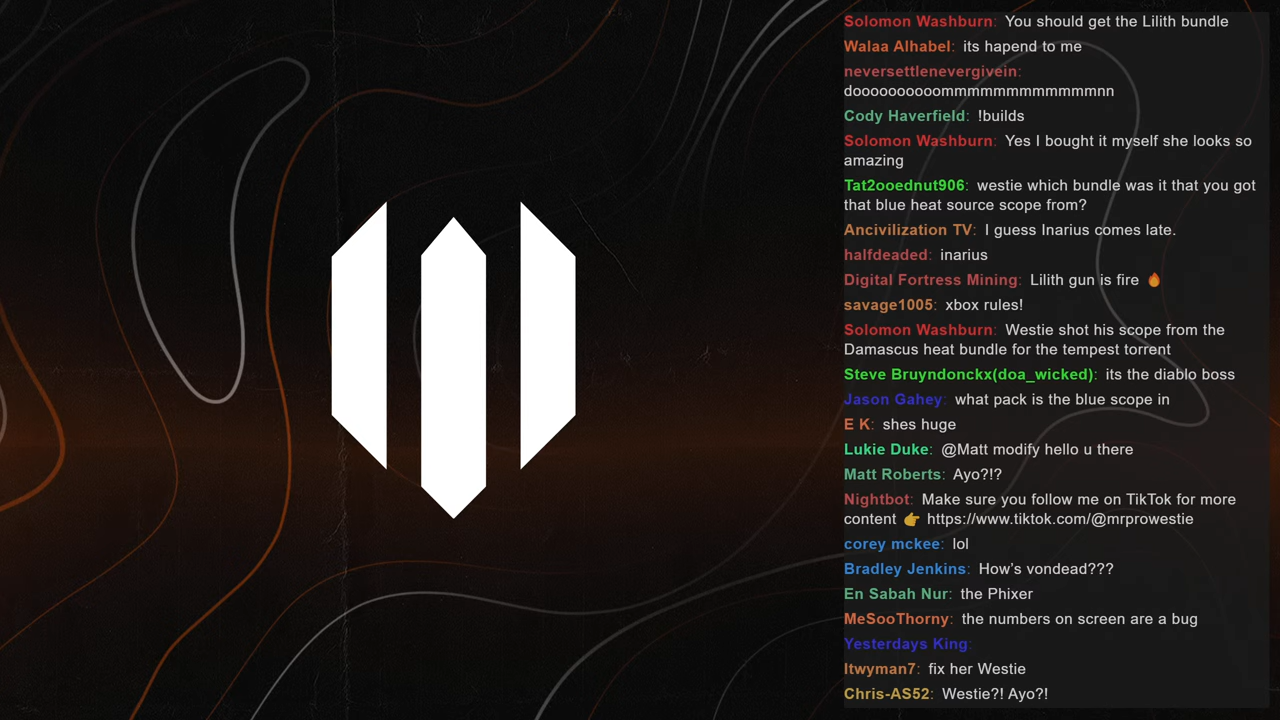 Solomon Washburn: You should get the Lilith bundle
Walaa Alhabel: its hapend to me
neversettlenevergivein:
doooooooooommmmmmmmmmmmmnn
Cody Haverfield: !builds
Solomon Washburn: Yes I bought it myself she looks so
amazing
Tat2ooednut906: westie which bundle was it that you got
that blue heat source scope from?
Ancivilization TV: I guess Inarius comes late.
halfdeaded: inarius
Digital Fortress Mining: Lilith gun is fire 🔥
savage1005: xbox rules!
Solomon Washburn: Westie shot his scope from the
Damascus heat bundle for the tempest torrent
Steve Bruyndonckx(doa_wicked): its the diablo boss
Jason Gahey: what pack is the blue scope in
E K: shes huge
Lukie Duke: @Matt modify hello u there
Matt Roberts: Ayo?!?
Nightbot: Make sure you follow me on TikTok for more
content 👉 https://www.tiktok.com/@mrprowestie
corey mckee: lol
Bradley Jenkins: How's vondead???
En Sabah Nur: the Phixer
MeSooThorny: the numbers on screen are a bug
Yesterdays King:
Itwyman7: fix her Westie
Chris-AS52: Westie?! Ayo?!